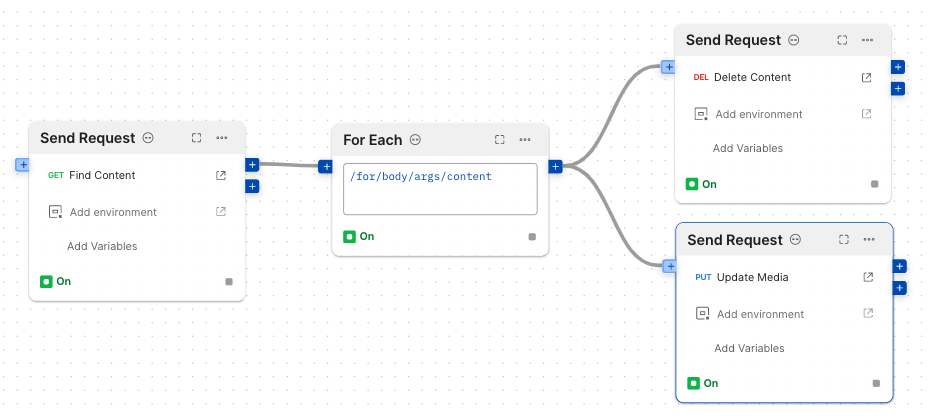 Send Request
GET Find Content
Add environment
Add Variables
On
For Each
/for/body/args/content
On
Send Request
DEL Delete Content
Add environment
Add Variables
On
Send Request
PUT Update Media
Add environment
Add Variables
On